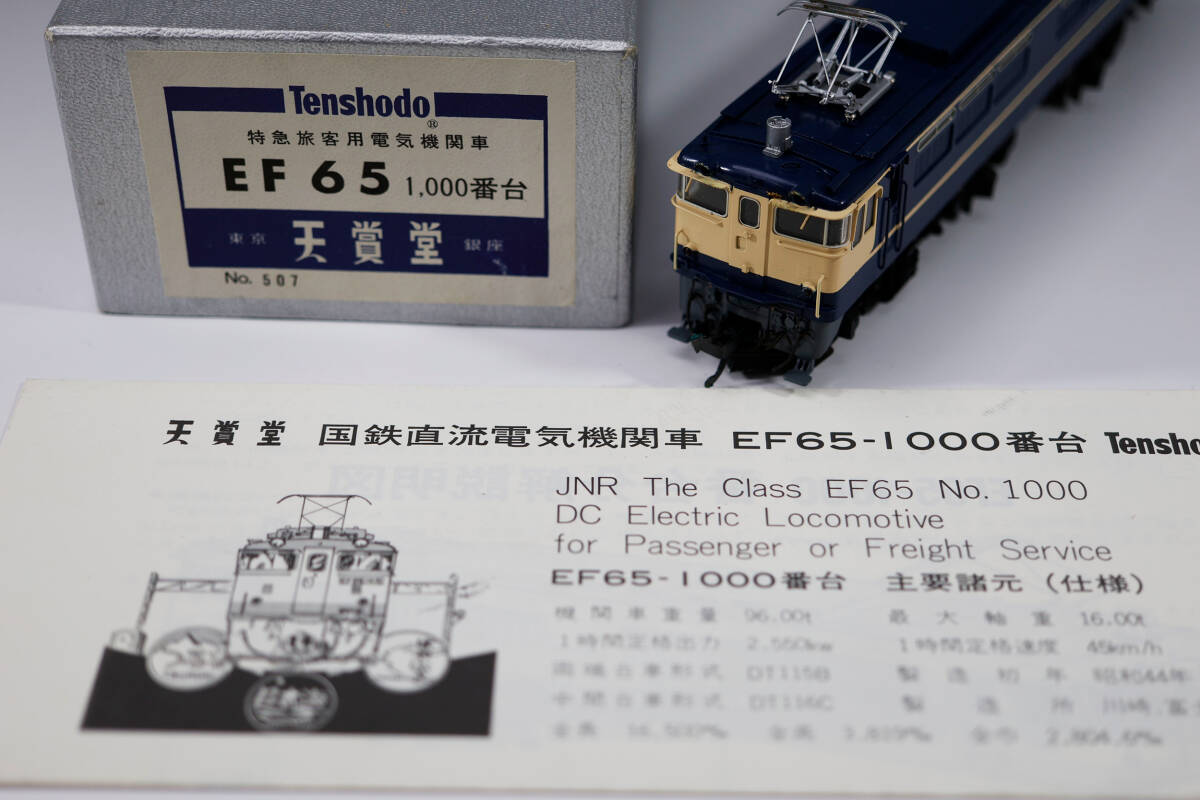 Tenshodo®
特急旅客用電気機関車
EF 65 1,000番台
東京 天賞堂 銀座
No. 507
天賞堂 国鉄直流電気機関車 EF65-1000番台
JNR The Class EF65 No. 1000
DC Electric Locomotive
for Passenger or Freight Service
EF65-1000番台 主要諸元 (仕様)
機関車重量 96.00t 最大軸重 16.00t
1時間定格出力 2,550kw 1時間定格速度 45km/h
両端台車形式 DT115B 製造初年 昭和44年
中間台車形式 DT116C 製造所 川崎
全長 全高 全巾